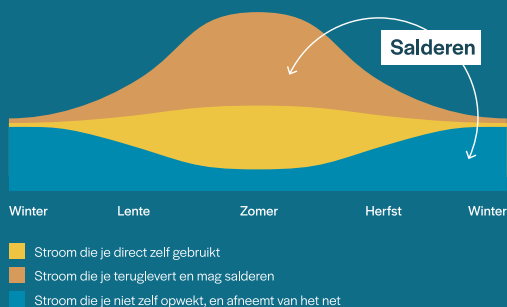 Salderen
Winter Lente Zomer Herfst Winter
Stroom die je direct zelf gebruikt
Stroom die je teruglevert en mag salderen
Stroom die je niet zelf opwekt, en afneemt van het net